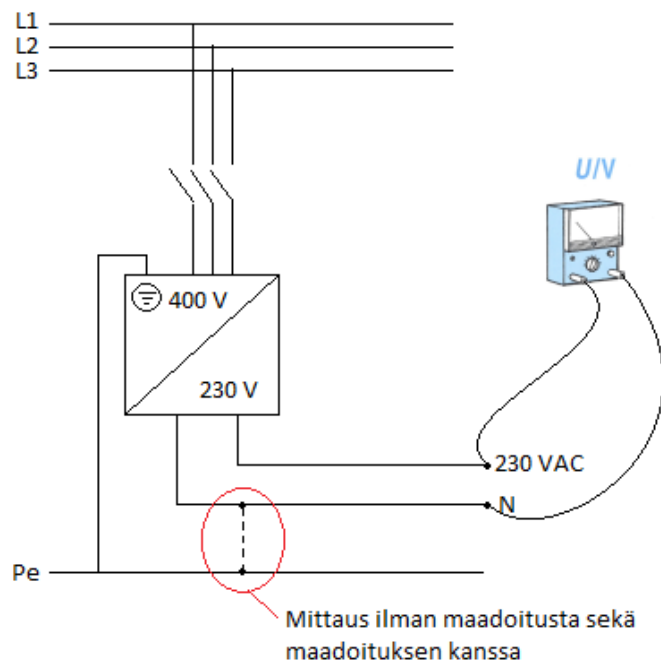 L1
L2
L3
U/V
400 V
230 V
230 VAC
N
Pe
Mittaus ilman maadoitusta sekä
maadoituksen kanssa